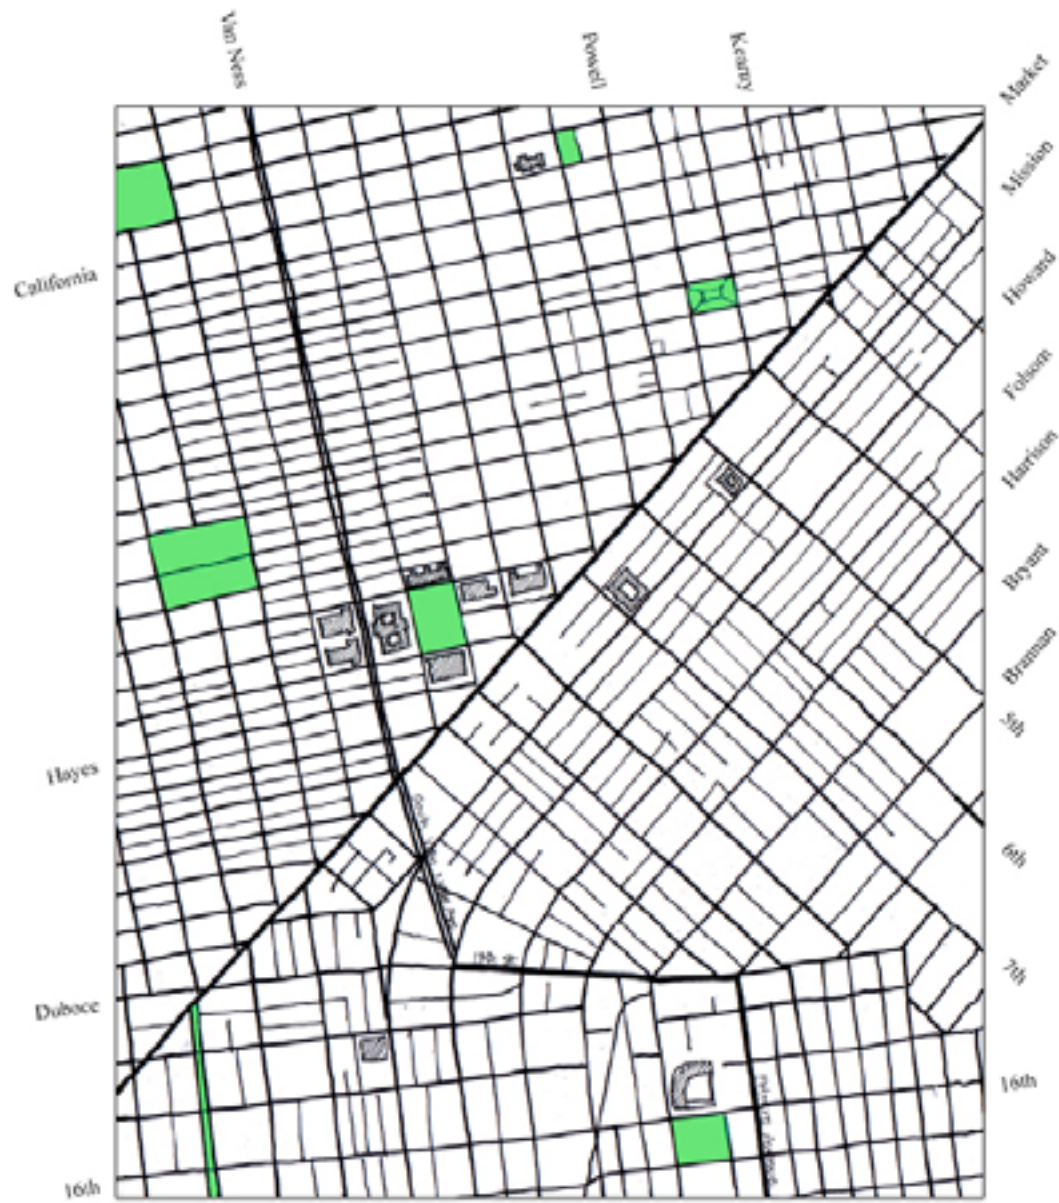 Van Ness
Powell
Kearny
Market
Mission
Howard
Folsom
Harrison
Bryant
Brannan
5th
6th
7th
16th
California
Hayes
Duboce
16th